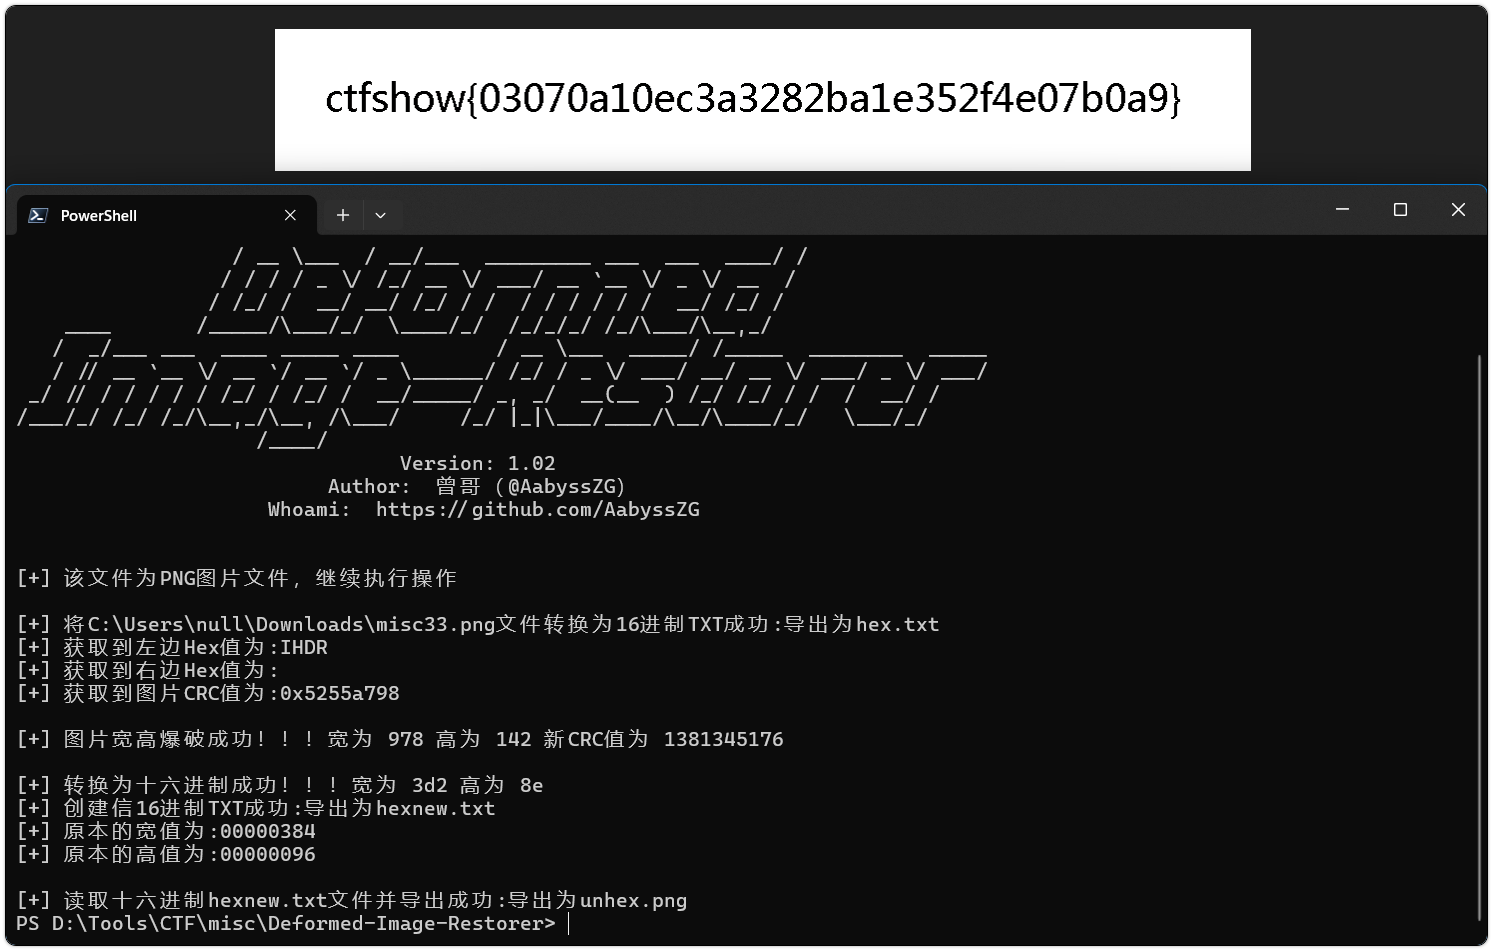 ctfshow{03070a10ec3a3282ba1e352f4e07b0a9}
PowerShell
Deformed
Image-Restorer
Version: 1.02
Author:  曾哥 (@AabyssZG)
Whoami:  https://github.com/AabyssZG
[+] 该文件为PNG图片文件, 继续执行操作
[+] 将C:\Users\null\Downloads\misc33.png文件转换为16进制TXT成功:导出为hex.txt
[+] 获取到左边Hex值为:IHDR
[+] 获取到右边Hex值为:
[+] 获取到图片CRC值为:0x5255a798
[+] 图片宽高爆破成功!!!宽为 978 高为 142 新CRC值为 1381345176
[+] 转换为十六进制成功!!!宽为 3d2 高为 8e
[+] 创建信16进制TXT成功:导出为hexnew.txt
[+] 原本的宽值为:00000384
[+] 原本的高值为:00000096
[+] 读取十六进制hexnew.txt文件并导出成功:导出为unhex.png
PS D:\Tools\CTF\misc\Deformed-Image-Restorer>